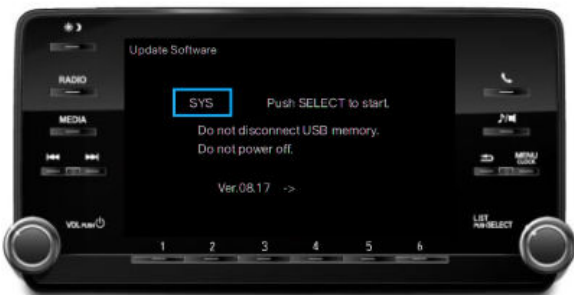 RADIO
MEDIA
VOL PUSH
Update Software
SYS
Push SELECT to start.
Do not disconnect USB memory.
Do not power off.
Ver.08.17 ->
MENU
CLOCK
LIST
PUSH SELECT
1 2 3 4 5 6